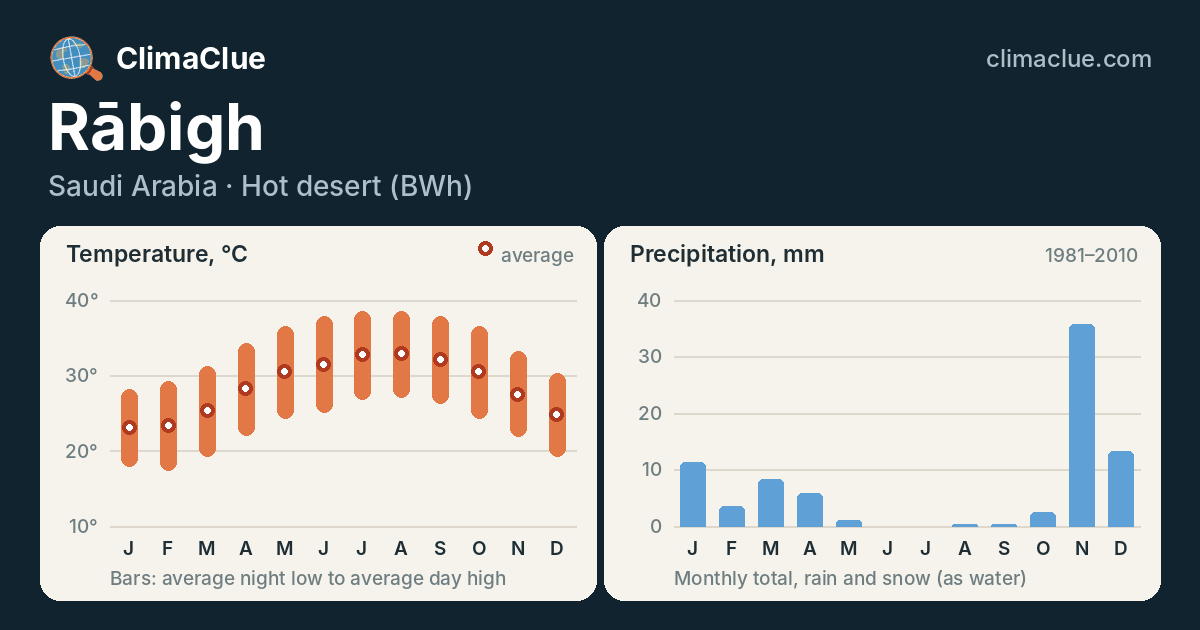 ClimaClue
climaclue.com
Rābigh
Saudi Arabia · Hot desert (BWh)
Temperature, °C
average
40°
30°
20°
10°
J F M A M J J A S O N D
Bars: average night low to average day high
Precipitation, mm
1981–2010
40
30
20
10
0
J F M A M J J A S O N D
Monthly total, rain and snow (as water)